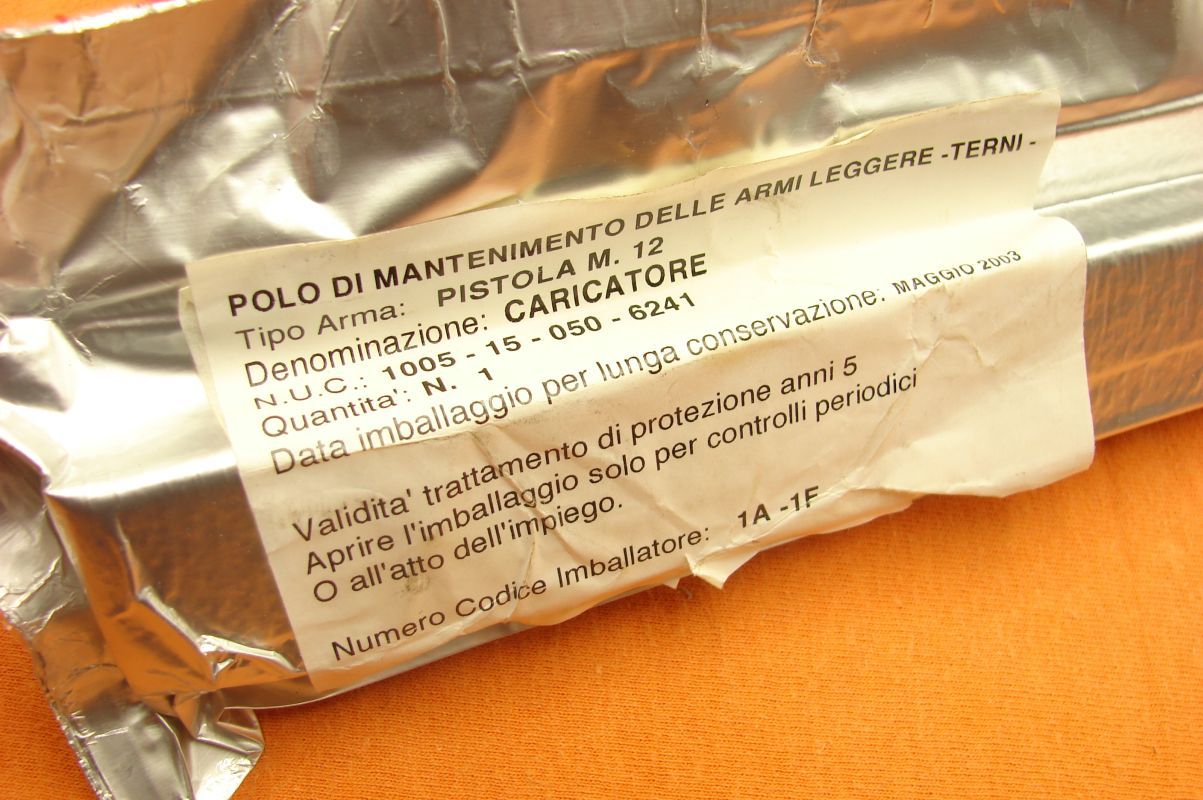 POLO DI MANTENIMENTO DELLE ARMI LEGGERE -TERNI -
Tipo Arma: PISTOLA M. 12
Denominazione: CARICATORE
N.U.C.: 1005 - 15 - 050 - 6241
Quantita': N. 1
Data imballaggio per lunga conservazione: MAGGIO 2003
Validita' trattamento di protezione anni 5
Aprire l'imballaggio solo per controlli periodici
O all'atto dell'impiego.
Numero Codice Imballatore: 1A -1F